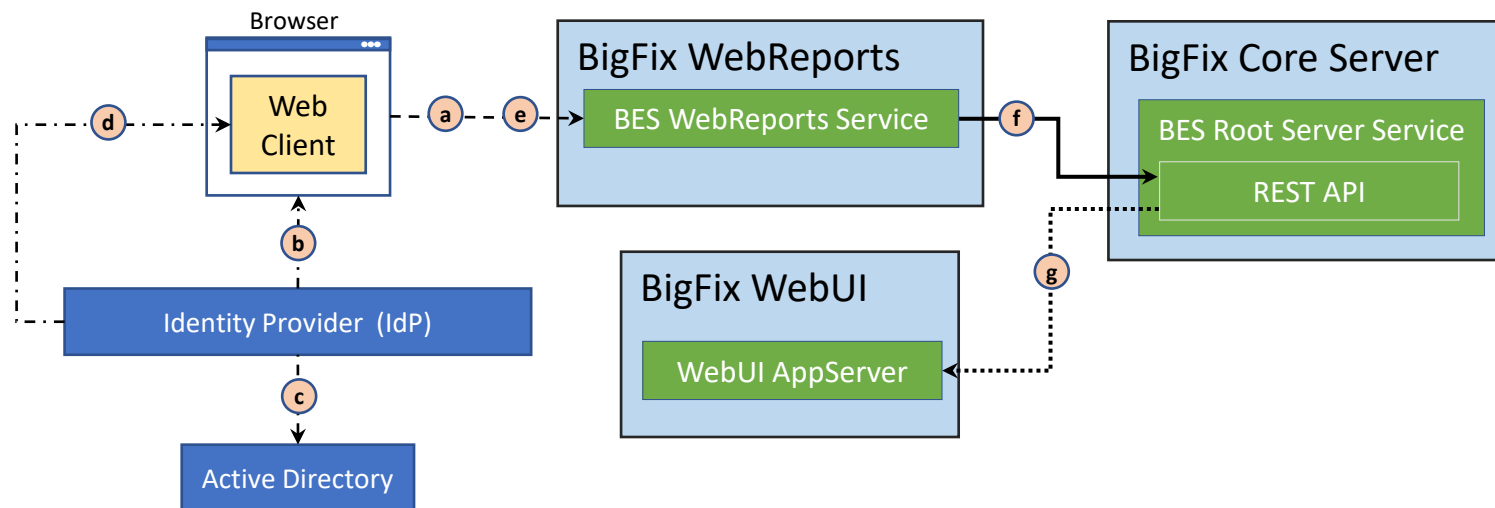 Browser
Web
Client
d
a
e
b
Identity Provider (IdP)
c
Active Directory
BigFix WebReports
BES WebReports Service
f
BigFix Core Server
BES Root Server Service
REST API
g
BigFix WebUI
WebUI AppServer